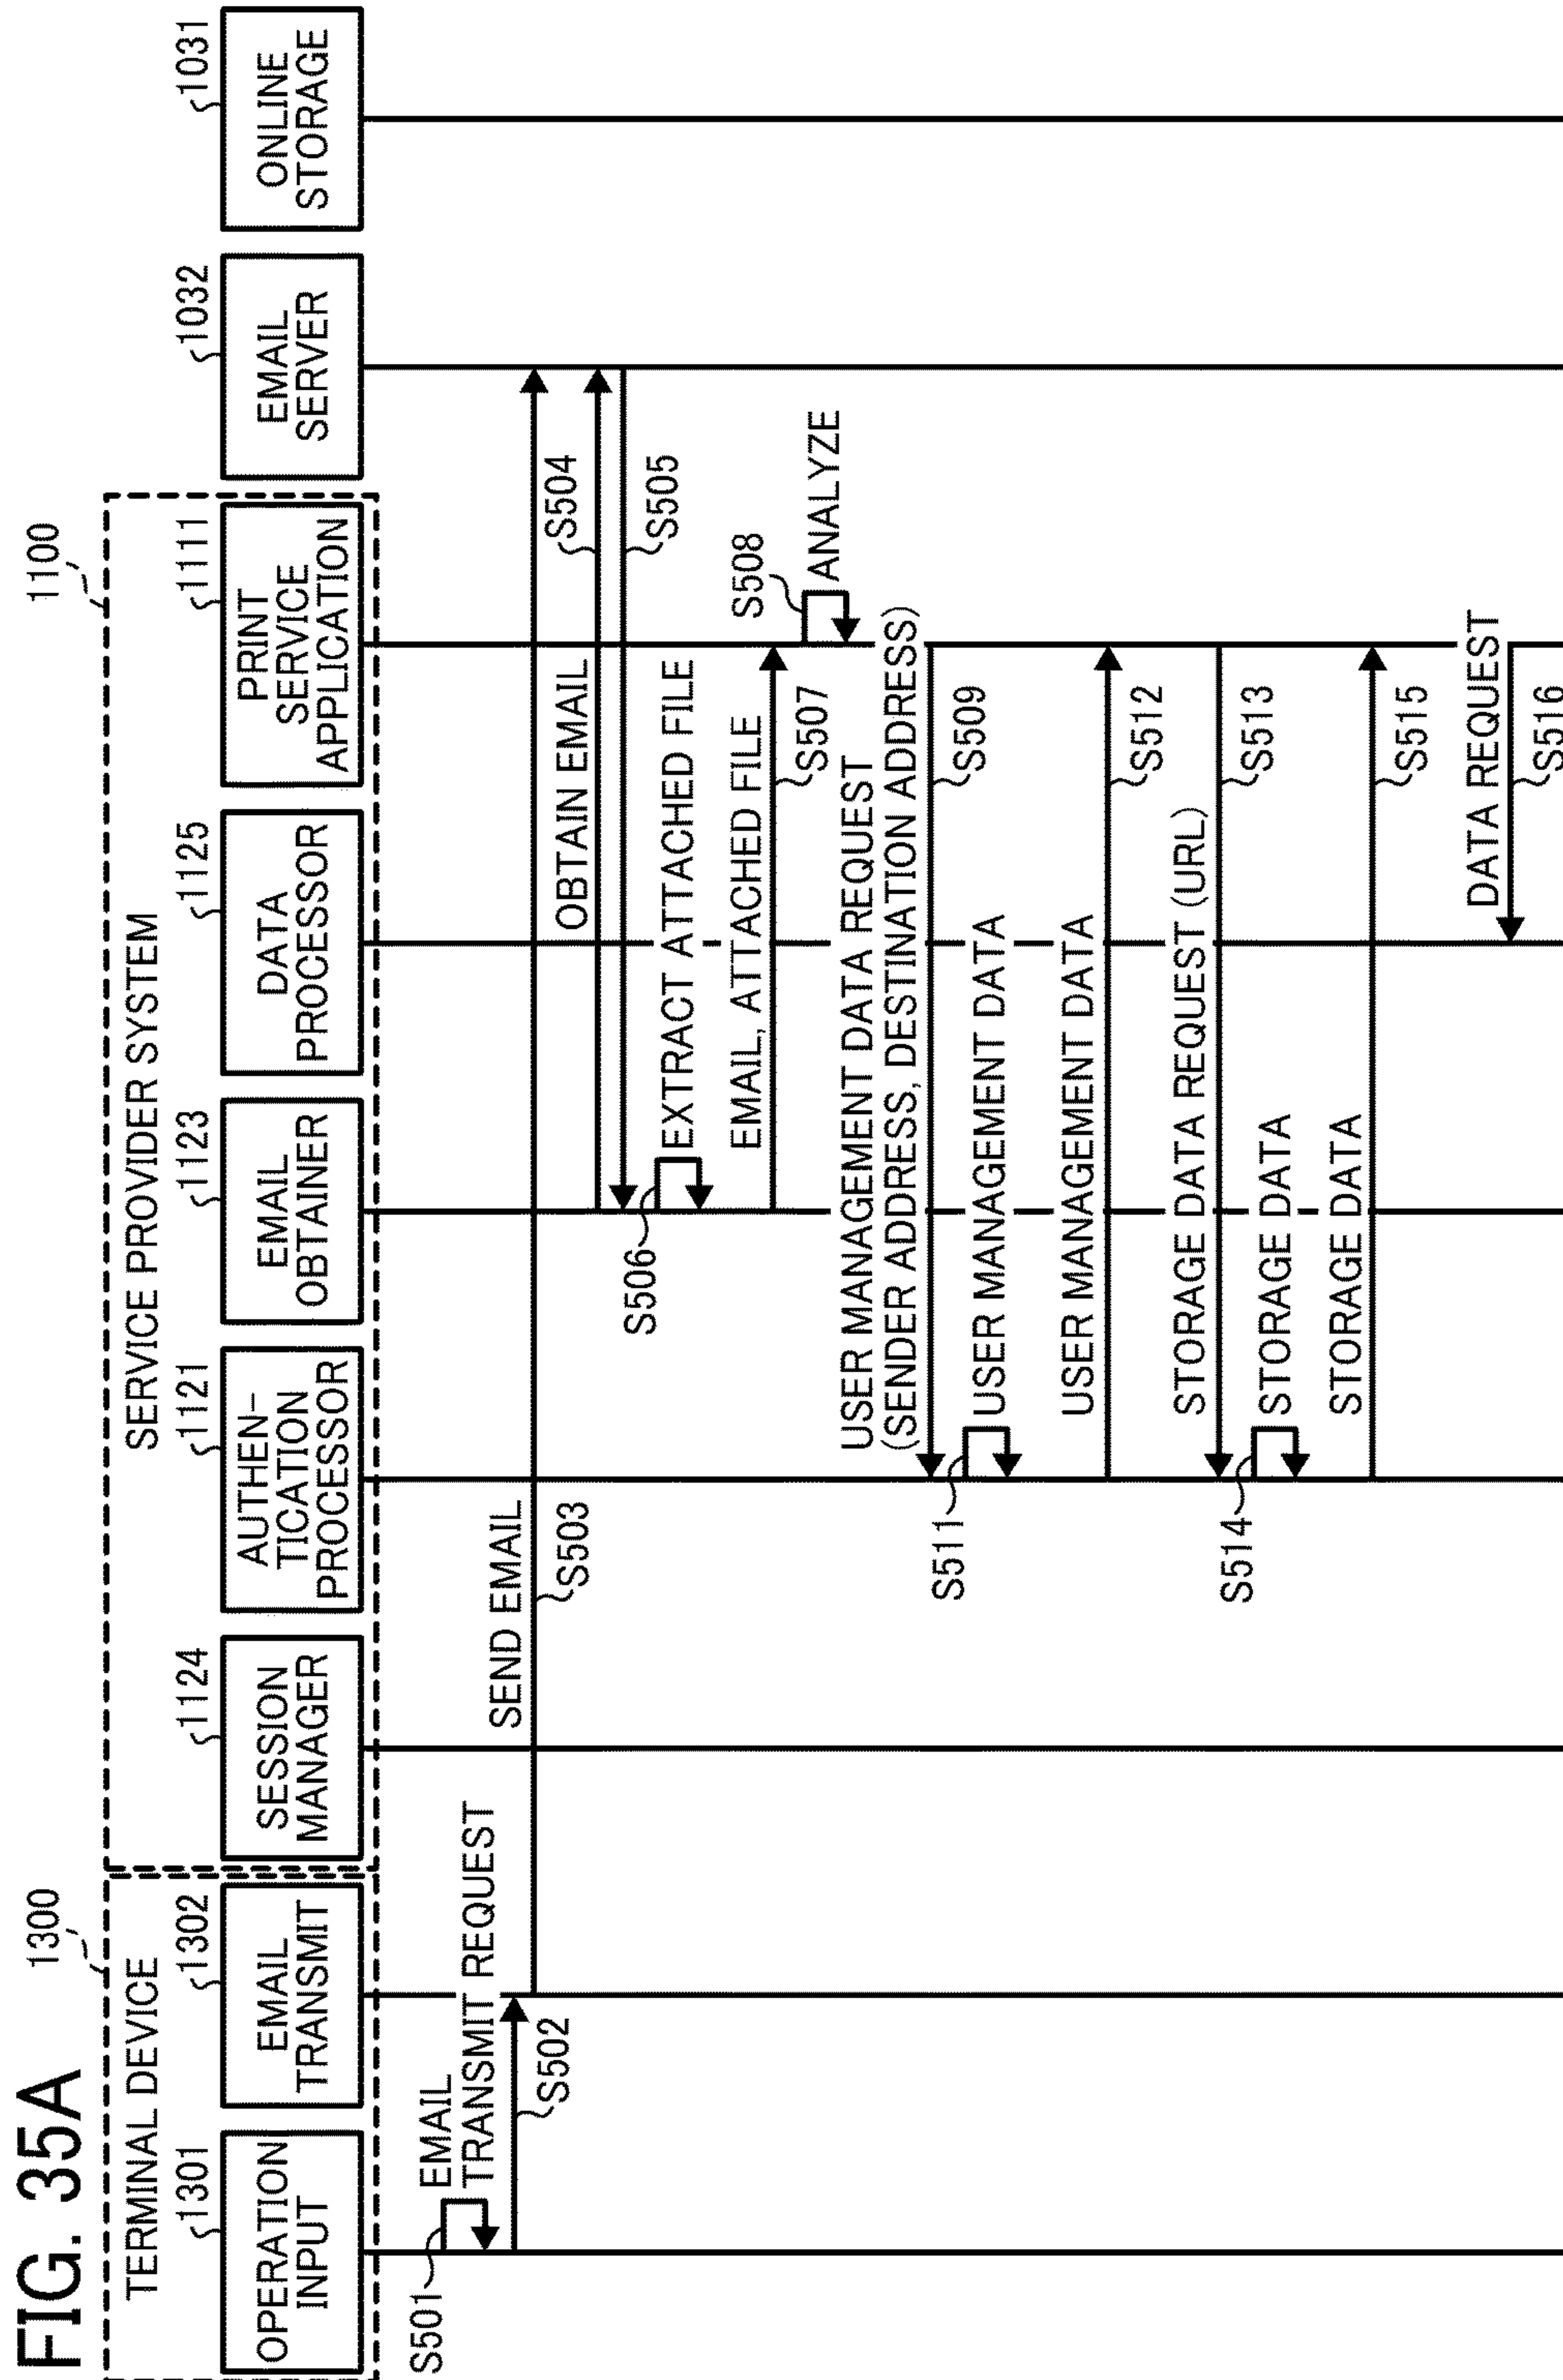 FIG. 35A
1300
1100
TERMINAL DEVICE
SERVICE PROVIDER SYSTEM
1301
1302
1124
1121
1123
1125
1111
1032
1031
OPERATION
INPUT
EMAIL
TRANSMIT
SESSION
MANAGER
AUTHEN-
TICATION
PROCESSOR
EMAIL
OBTAINER
DATA
PROCESSOR
PRINT
SERVICE
APPLICATION
EMAIL
SERVER
ONLINE
STORAGE
S501
EMAIL
TRANSMIT REQUEST
S502
SEND EMAIL
S503
OBTAIN EMAIL
S504
S505
S506
EXTRACT ATTACHED FILE
EMAIL, ATTACHED FILE
S507
S508
ANALYZE
USER MANAGEMENT DATA REQUEST
(SENDER ADDRESS, DESTINATION ADDRESS)
S509
S511
USER MANAGEMENT DATA
USER MANAGEMENT DATA
S512
STORAGE DATA REQUEST (URL)
S513
S514
STORAGE DATA
STORAGE DATA
S515
DATA REQUEST
S516